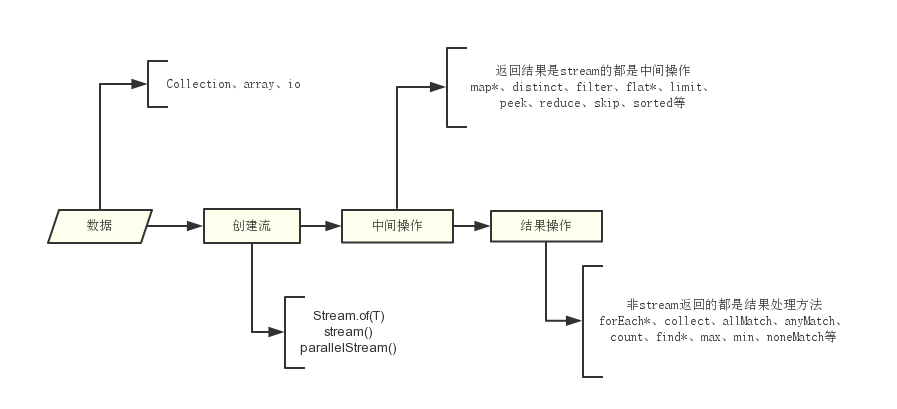 返回结果是stream的都是中间操作
map*、distinct、filter、flat*、limit、
peek、reduce、skip、sorted等
Collection、array、io
数据
创建流
中间操作
结果操作
Stream.of(T)
stream()
parallelStream()
非stream返回的都是结果处理方法
forEach*、collect、allMatch、anyMatch、
count、find*、max、min、noneMatch等